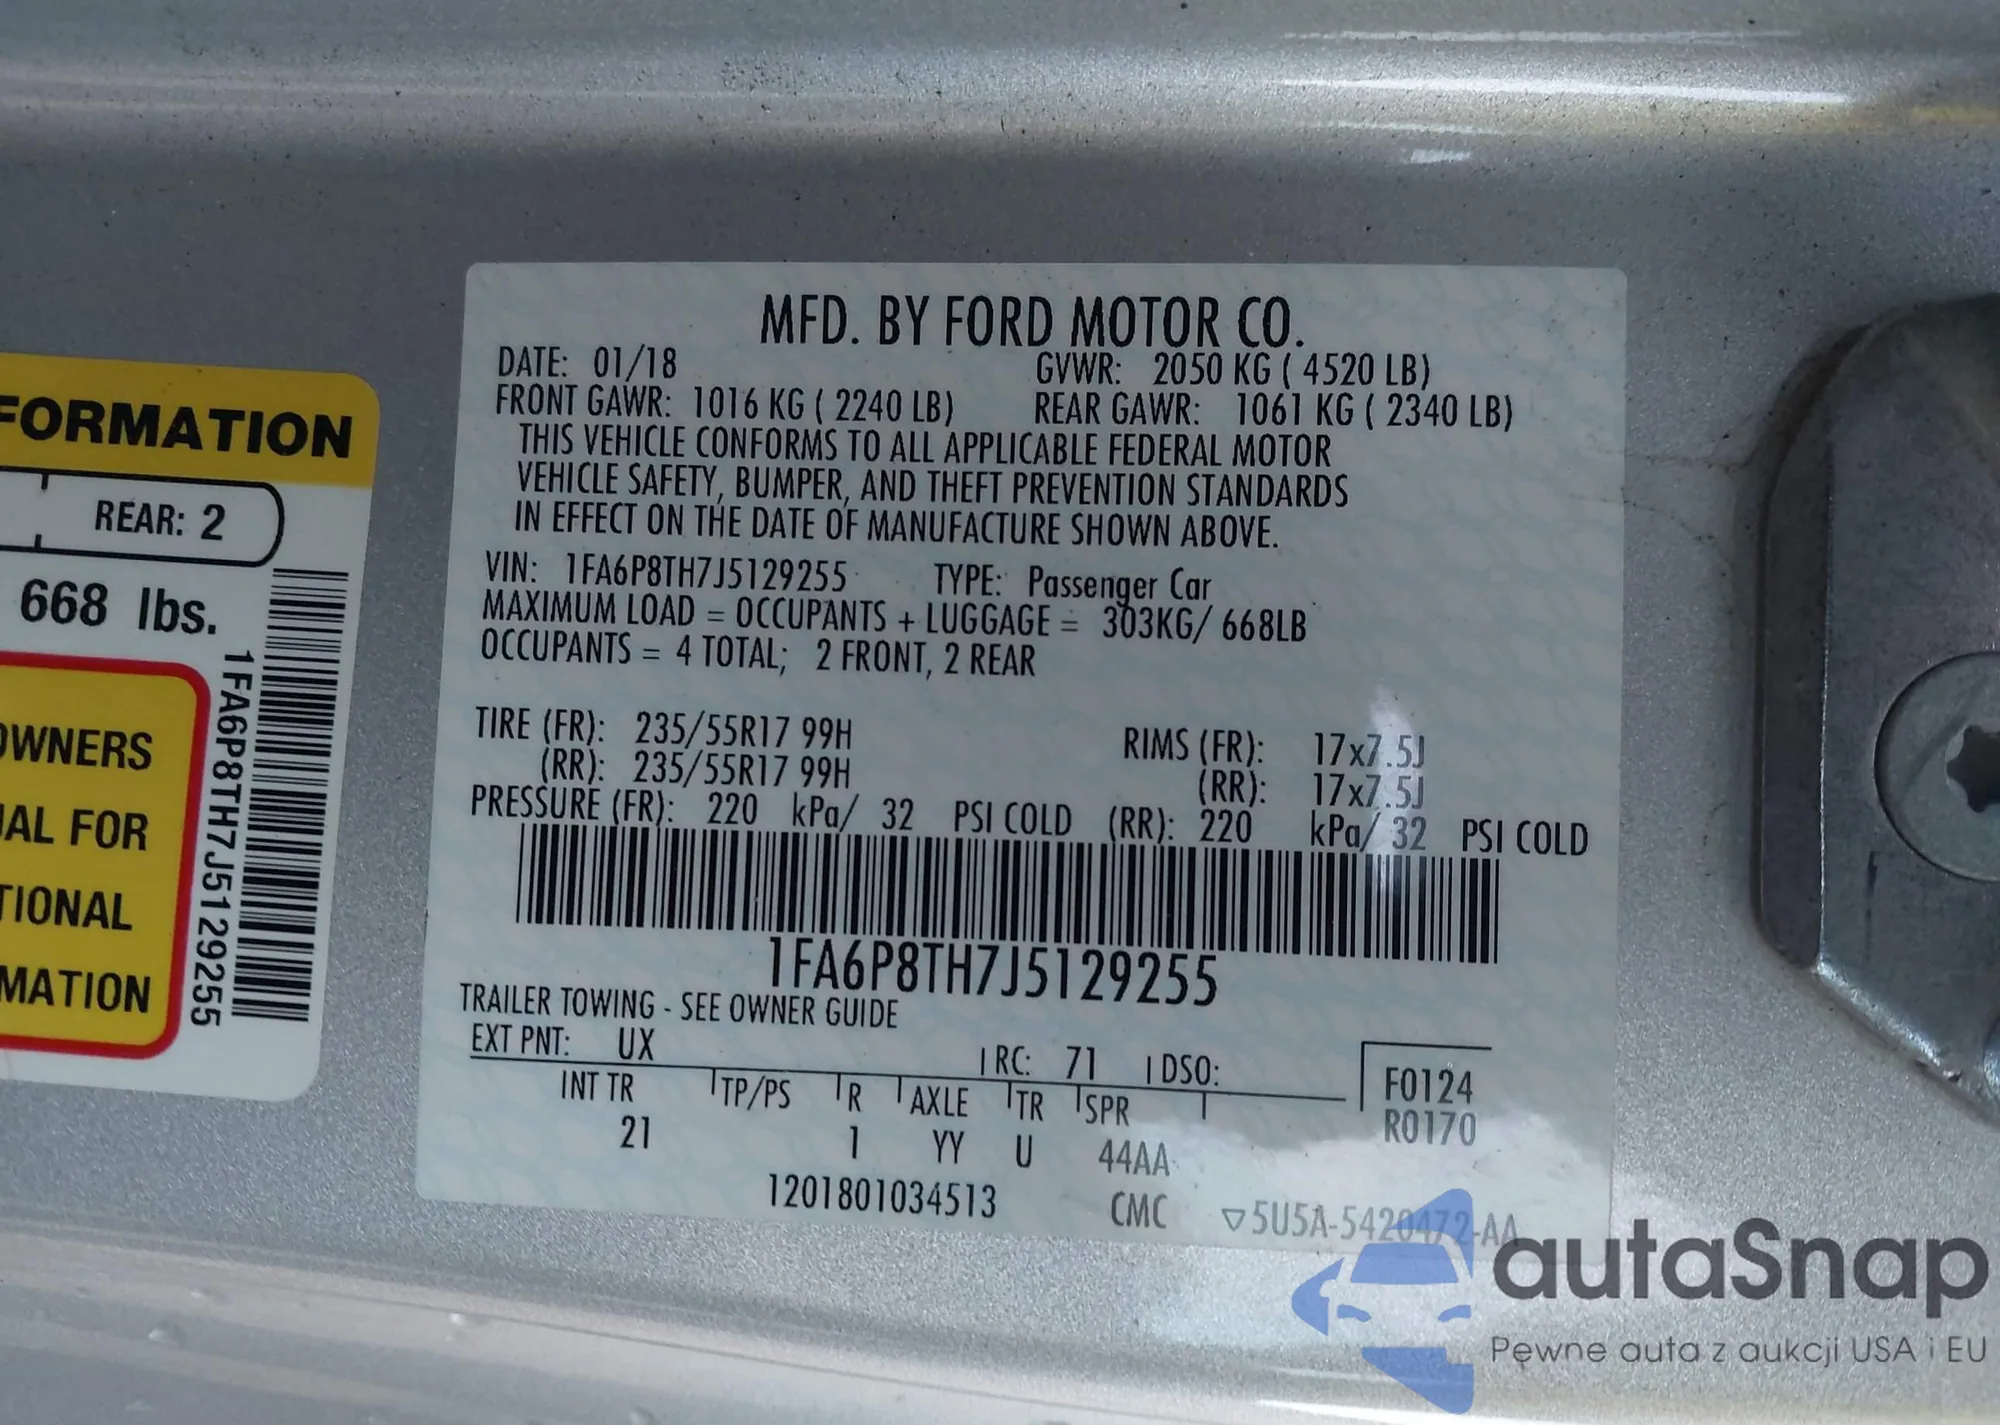 FORMATION
REAR: 2
668 lbs.
OWNERS
UAL FOR
TIONAL
MATION
1FA6P8TH7J5129255
MFD. BY FORD MOTOR CO.
DATE: 01/18 GVWR: 2050 KG ( 4520 LB)
FRONT GAWR: 1016 KG ( 2240 LB) REAR GAWR: 1061 KG ( 2340 LB)
THIS VEHICLE CONFORMS TO ALL APPLICABLE FEDERAL MOTOR
VEHICLE SAFETY, BUMPER, AND THEFT PREVENTION STANDARDS
IN EFFECT ON THE DATE OF MANUFACTURE SHOWN ABOVE.
VIN: 1FA6P8TH7J5129255 TYPE: Passenger Car
MAXIMUM LOAD = OCCUPANTS + LUGGAGE = 303KG/ 668LB
OCCUPANTS = 4 TOTAL; 2 FRONT, 2 REAR
TIRE (FR): 235/55R17 99H RIMS (FR): 17x7.5J
(RR): 235/55R17 99H (RR): 17x7.5J
PRESSURE (FR): 220 kPa/ 32 PSI COLD (RR): 220 kPa/ 32 PSI COLD
1FA6P8TH7J5129255
TRAILER TOWING - SEE OWNER GUIDE
EXT PNT: UX RC: 71 DSO:
INT TR TP/PS R AXLE TR SPR F0124
21 1 YY U 44AA R0170
1201801034513 CMC ▽5U5A-5420472-AA
autaSnap
Pewne auta z aukcji USA i EU